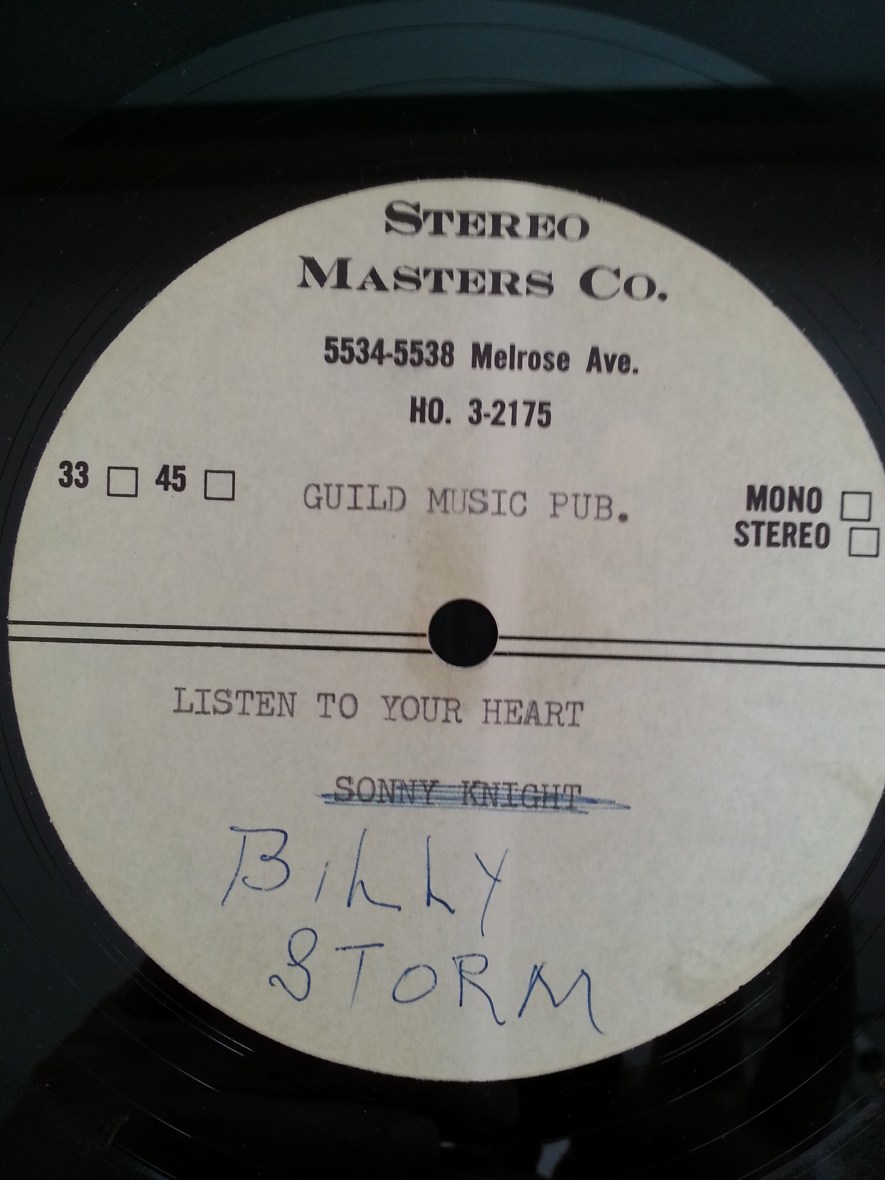 STEREO
MASTERS CO.
5534-5538 Melrose Ave.
HO. 3-2175
33 □ 45 □
GUILD MUSIC PUB.
MONO □
STEREO □
LISTEN TO YOUR HEART
SONNY KNIGHT
BILLY
STORM